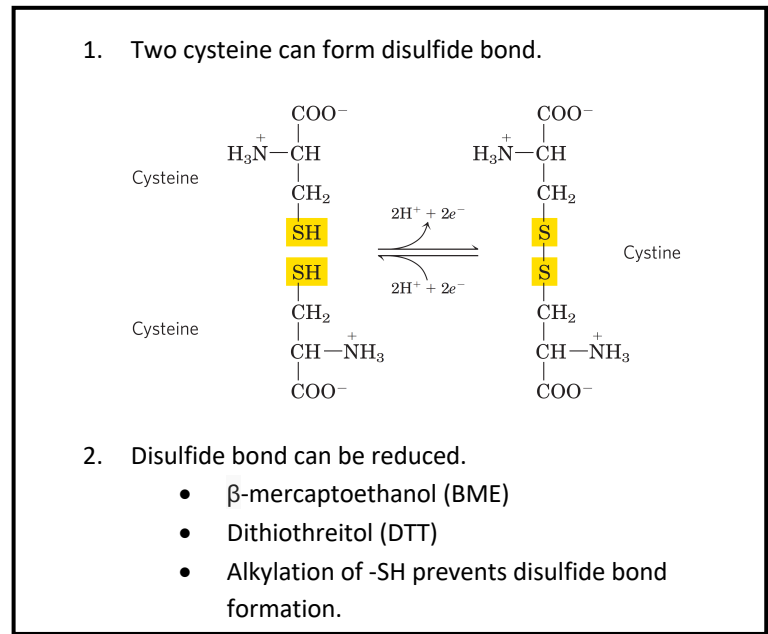 1. Two cysteine can form disulfide bond.
COO⁻ COO⁻
H₃N⁺—CH H₃N⁺—CH
Cysteine
CH₂ CH₂
2H⁺ + 2e⁻
SH S
Cystine
SH S
2H⁺ + 2e⁻
CH₂ CH₂
Cysteine
CH—N⁺H₃ CH—N⁺H₃
COO⁻ COO⁻
2. Disulfide bond can be reduced.
• β-mercaptoethanol (BME)
• Dithiothreitol (DTT)
• Alkylation of -SH prevents disulfide bond
formation.